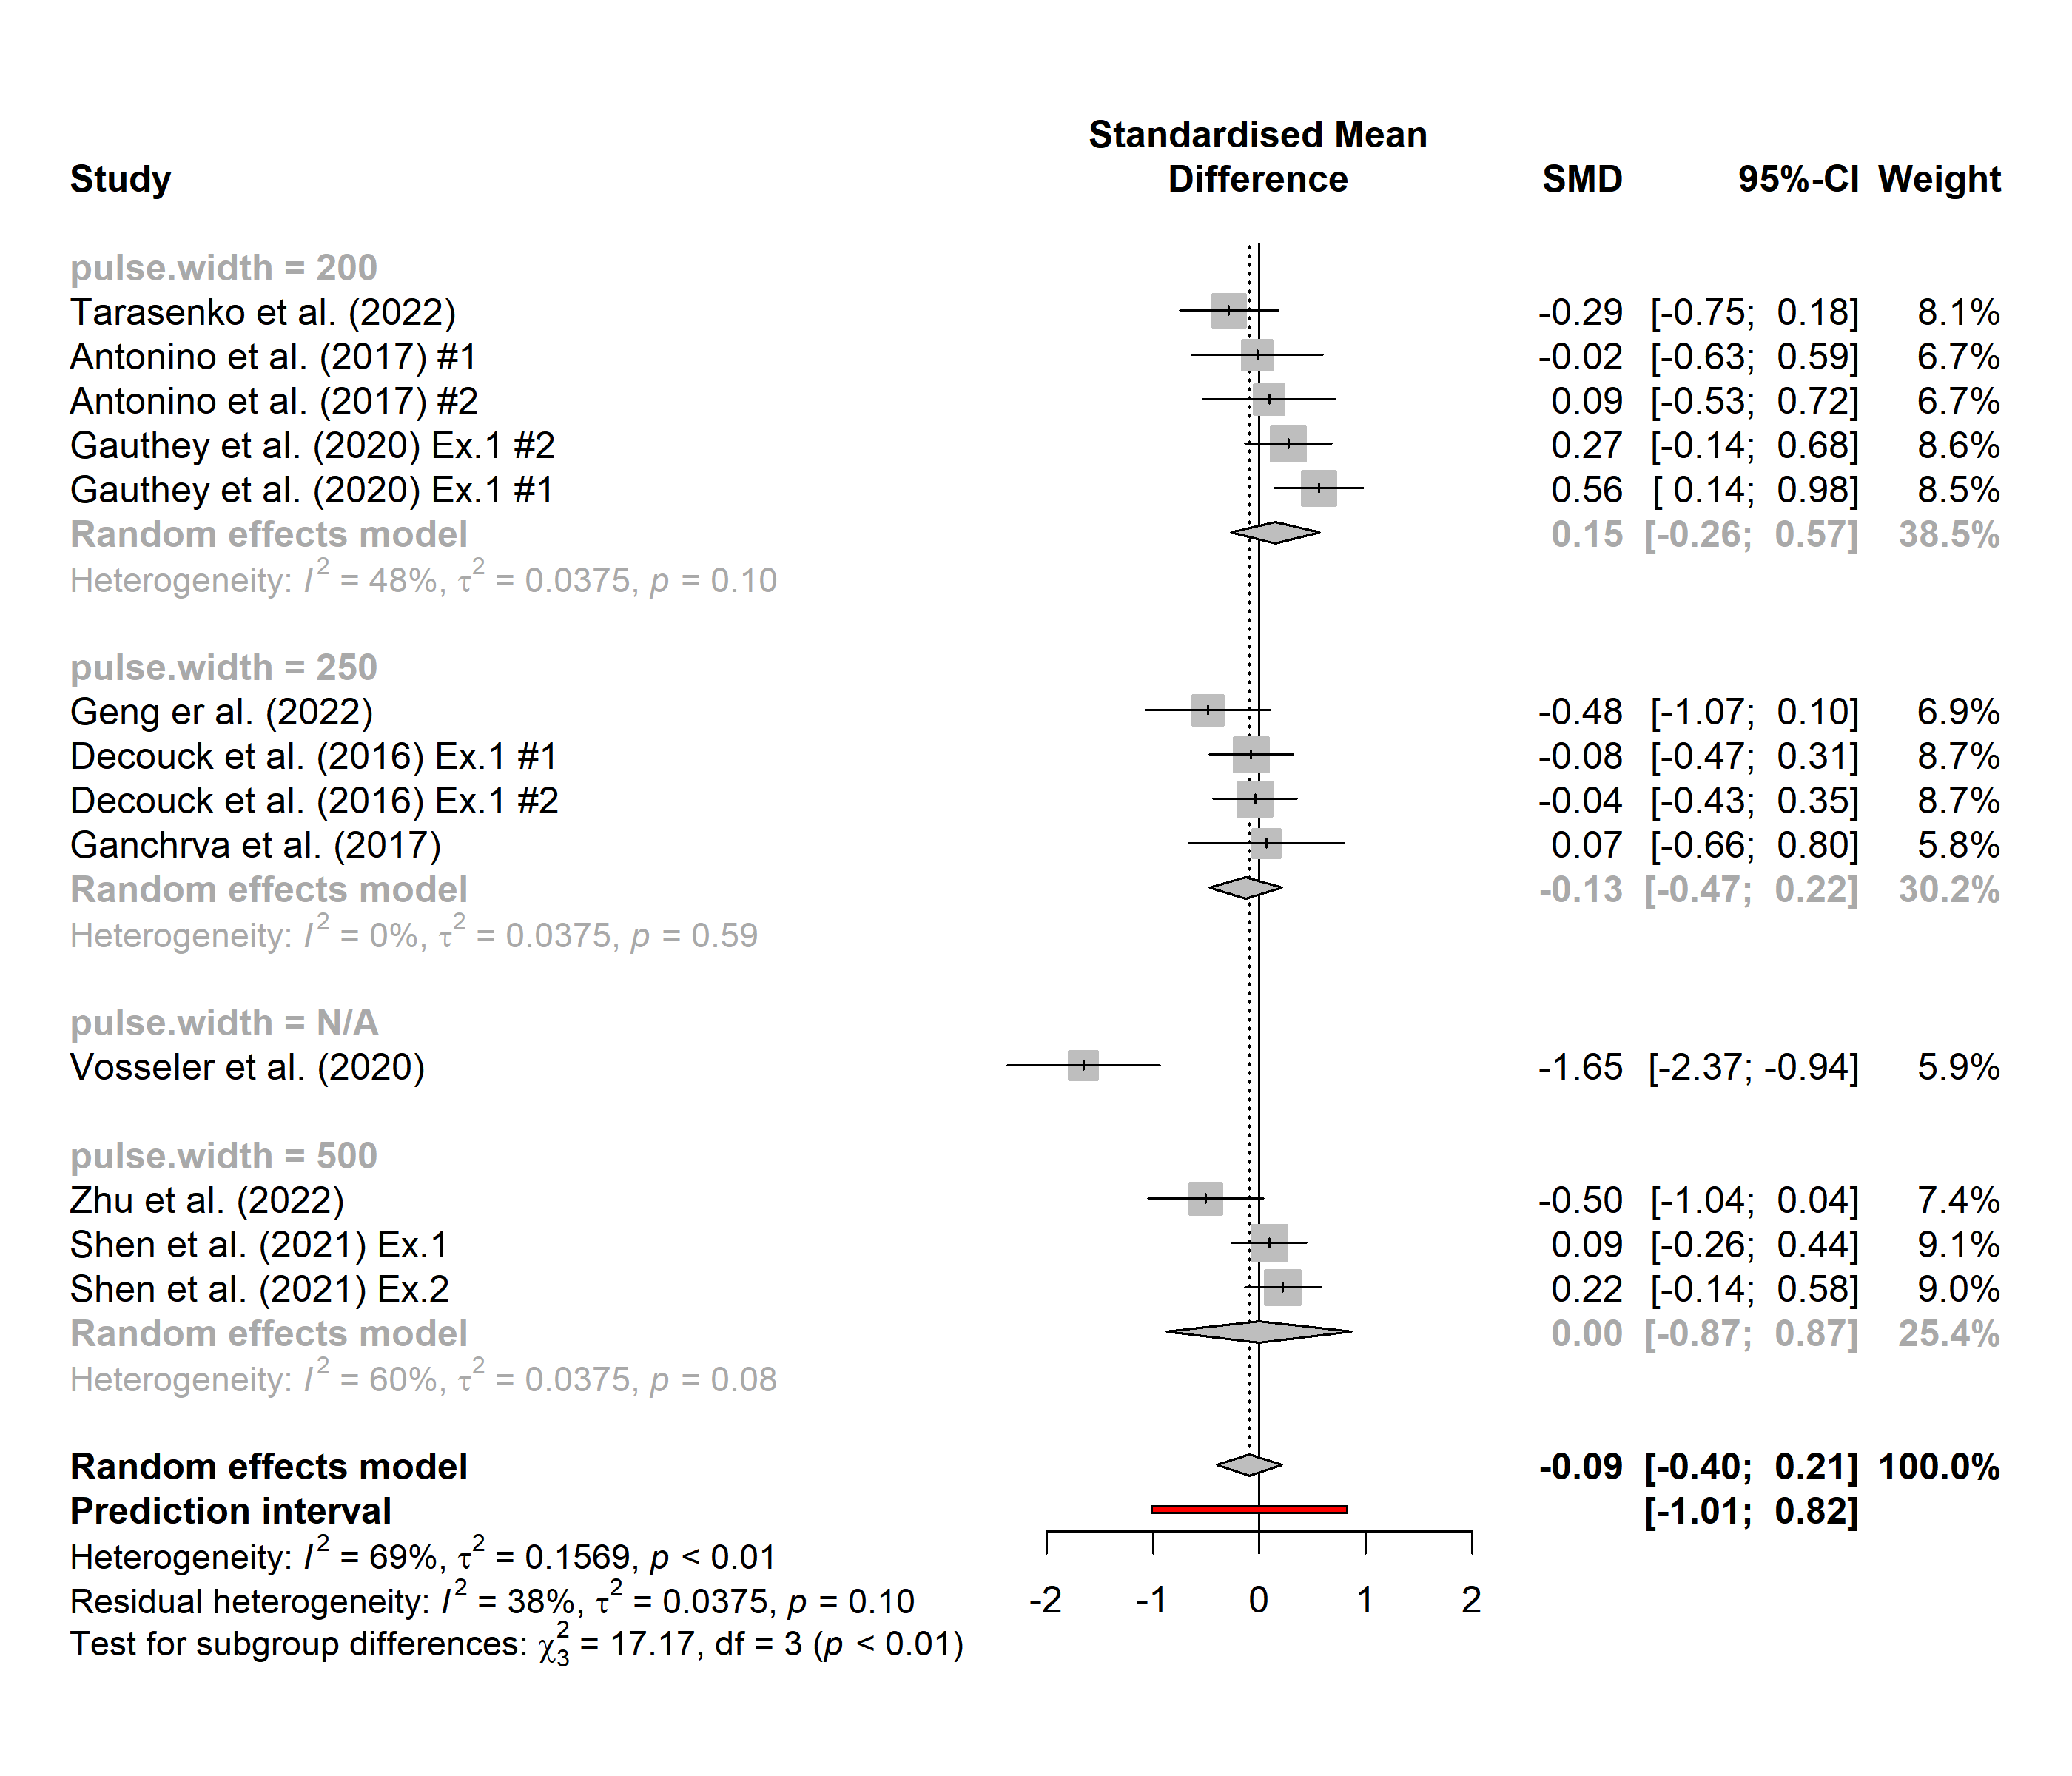 Standardised Mean
Study Difference SMD 95%-CI Weight
pulse.width = 200
Tarasenko et al. (2022) -0.29 [-0.75; 0.18] 8.1%
Antonino et al. (2017) #1 -0.02 [-0.63; 0.59] 6.7%
Antonino et al. (2017) #2 0.09 [-0.53; 0.72] 6.7%
Gauthey et al. (2020) Ex.1 #2 0.27 [-0.14; 0.68] 8.6%
Gauthey et al. (2020) Ex.1 #1 0.56 [ 0.14; 0.98] 8.5%
Random effects model 0.15 [-0.26; 0.57] 38.5%
Heterogeneity: I² = 48%, τ² = 0.0375, p = 0.10
pulse.width = 250
Geng er al. (2022) -0.48 [-1.07; 0.10] 6.9%
Decouck et al. (2016) Ex.1 #1 -0.08 [-0.47; 0.31] 8.7%
Decouck et al. (2016) Ex.1 #2 -0.04 [-0.43; 0.35] 8.7%
Ganchrva et al. (2017) 0.07 [-0.66; 0.80] 5.8%
Random effects model -0.13 [-0.47; 0.22] 30.2%
Heterogeneity: I² = 0%, τ² = 0.0375, p = 0.59
pulse.width = N/A
Vosseler et al. (2020) -1.65 [-2.37; -0.94] 5.9%
pulse.width = 500
Zhu et al. (2022) -0.50 [-1.04; 0.04] 7.4%
Shen et al. (2021) Ex.1 0.09 [-0.26; 0.44] 9.1%
Shen et al. (2021) Ex.2 0.22 [-0.14; 0.58] 9.0%
Random effects model 0.00 [-0.87; 0.87] 25.4%
Heterogeneity: I² = 60%, τ² = 0.0375, p = 0.08
Random effects model -0.09 [-0.40; 0.21] 100.0%
Prediction interval [-1.01; 0.82]
Heterogeneity: I² = 69%, τ² = 0.1569, p < 0.01
Residual heterogeneity: I² = 38%, τ² = 0.0375, p = 0.10
-2 -1 0 1 2
Test for subgroup differences: χ²₃ = 17.17, df = 3 (p < 0.01)